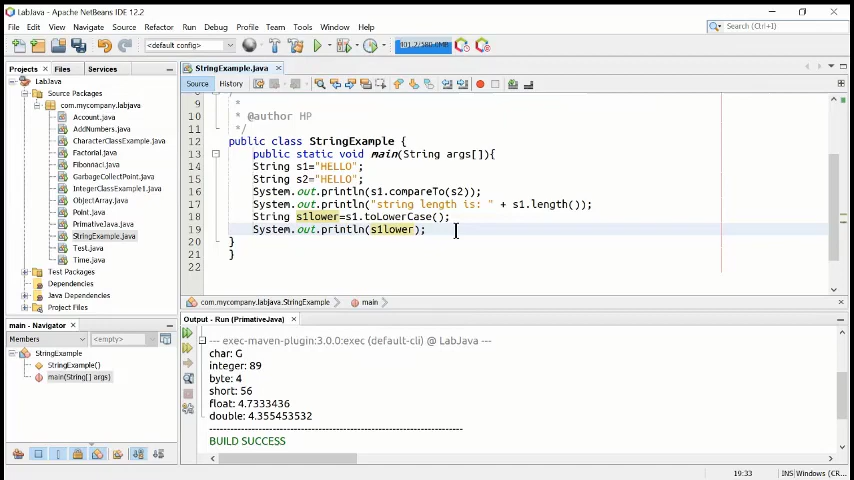 LabJava - Apache NetBeans IDE 12.2
File Edit View Navigate Source Refactor Run Debug Profile Team Tools Window Help
Search (Ctrl+I)
<default config>
401.2/580.0MB
Projects Files Services
StringExample.java
Source History
LabJava
Source Packages
com.mycompany.labjava
Account.java
AddNumbers.java
CharacterClassExample.java
Factorial.java
Fibonaci.java
GarbageCollectPoint.java
IntegerClassExample1.java
ObjectArray.java
Point.java
PrimativeJava.java
StringExample.java
Test.java
Time.java
Test Packages
Dependencies
Java Dependencies
Project Files
9 *
10 * @author HP
11 */
12 public class StringExample {
13 public static void main(String args[]){
14 String s1="HELLO";
15 String s2="HELLO";
16 System.out.println(s1.compareTo(s2));
17 System.out.println("string length is: " + s1.length());
18 String s1lower=s1.toLowerCase();
19 System.out.println(s1lower);
20 }
21 }
22
com.mycompany.labjava.StringExample main
main - Navigator
Members <empty>
StringExample
StringExample()
main(String[] args)
Output - Run (PrimativeJava)
--- exec-maven-plugin:3.0.0:exec (default-cli) @ LabJava ---
char: G
integer: 89
byte: 4
short: 56
float: 4.7333436
double: 4.355453532
------------------------------------------------------------------------
BUILD SUCCESS
19:33 INS Windows (CR...